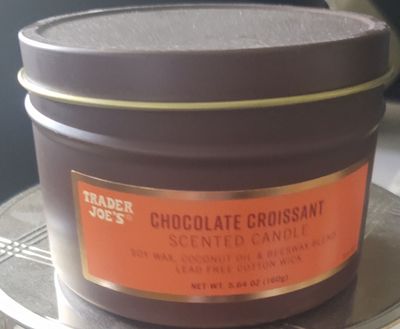 TRADER
JOE'S®
CHOCOLATE CROISSANT
SCENTED CANDLE
SOY WAX, COCONUT OIL & BEESWAX BLEND
LEAD FREE COTTON WICK
NET WT. 5.64 OZ (160g)